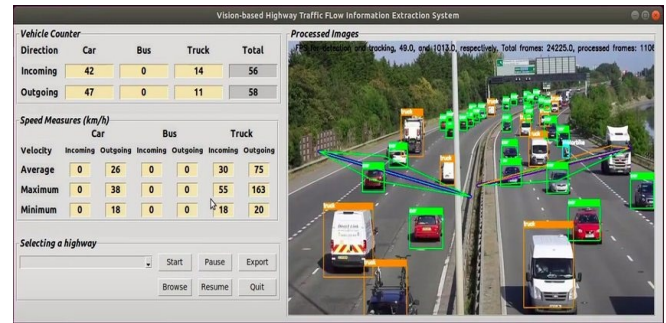 Vision-based Highway Traffic FLow Information Extraction System
Vehicle Counter
Direction Car Bus Truck Total
Incoming 42 0 14 56
Outgoing 47 0 11 58
Speed Measures (km/h)
Car Bus Truck
Velocity Incoming Outgoing Incoming Outgoing Incoming Outgoing
Average 0 26 0 0 30 75
Maximum 0 38 0 0 55 163
Minimum 0 18 0 0 18 20
Selecting a highway
Start Pause Export
Browse Resume Quit
Processed Images
FPS for detection and tracking, 49.0, and 1013.0, respectively, Total frames: 24225.0, processed frames: 1106
truck
truck
truck
truck